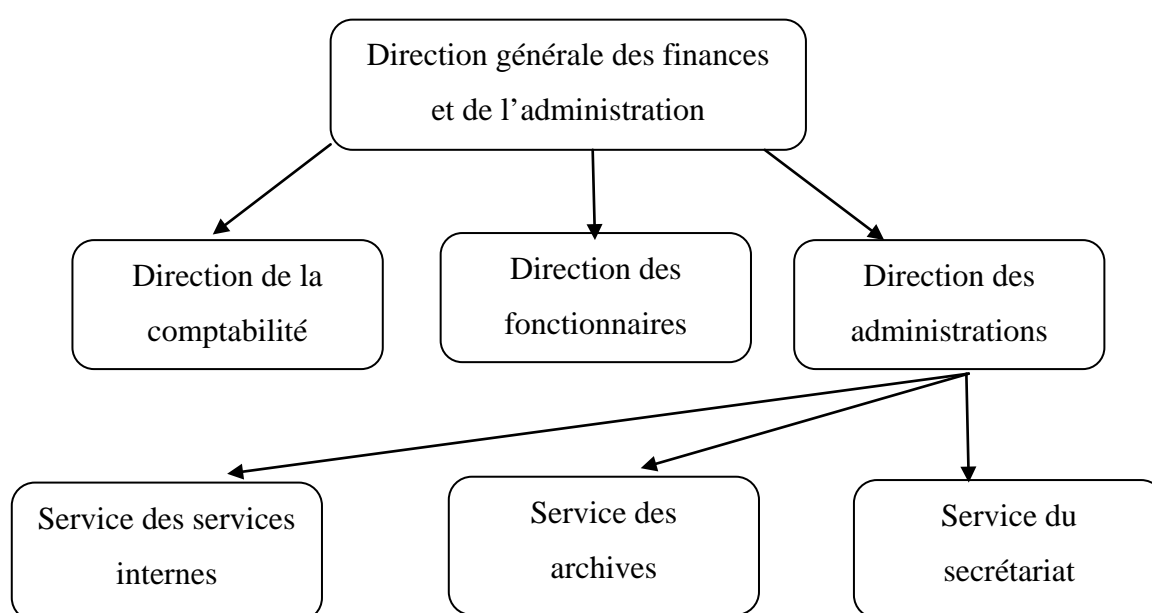 Direction générale des finances
et de l’administration
Direction de la
comptabilité
Direction des
fonctionnaires
Direction des
administrations
Service des services
internes
Service des
archives
Service du
secrétariat